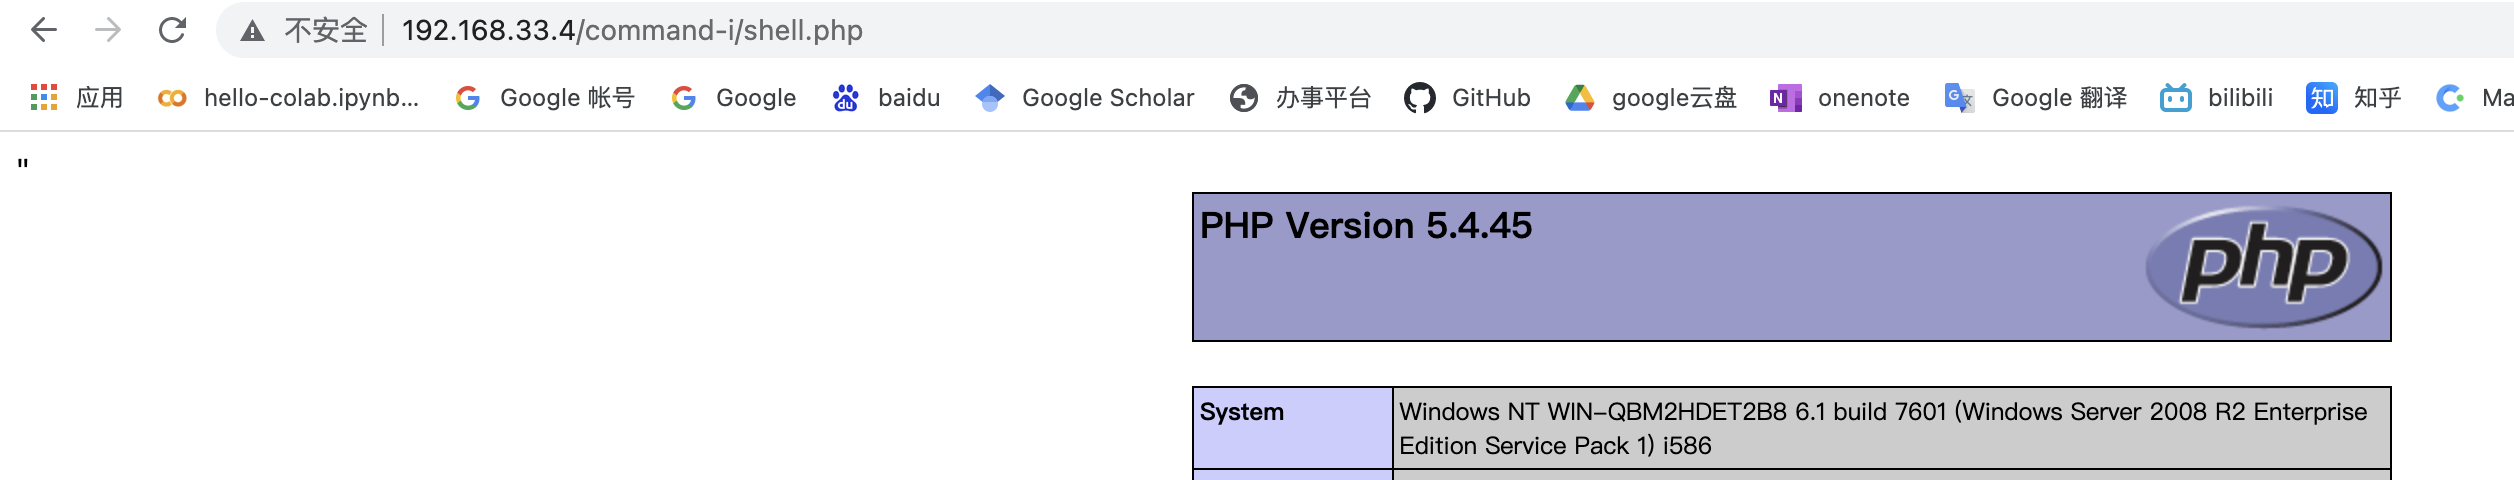 不安全 192.168.33.4/command-i/shell.php
应用 hello-colab.ipynb... Google 帐号 Google du baidu Google Scholar 办事平台 GitHub google云盘 N onenote G 文 Google 翻译 bilibili 知 知乎 Ma
"
PHP Version 5.4.45 php
System Windows NT WIN-QBM2HDET2B8 6.1 build 7601 (Windows Server 2008 R2 Enterprise
Edition Service Pack 1) i586